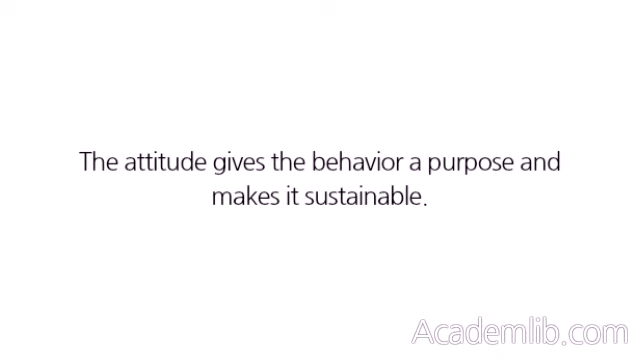 The attitude gives the behavior a purpose and
makes it sustainable.
Academlib.com